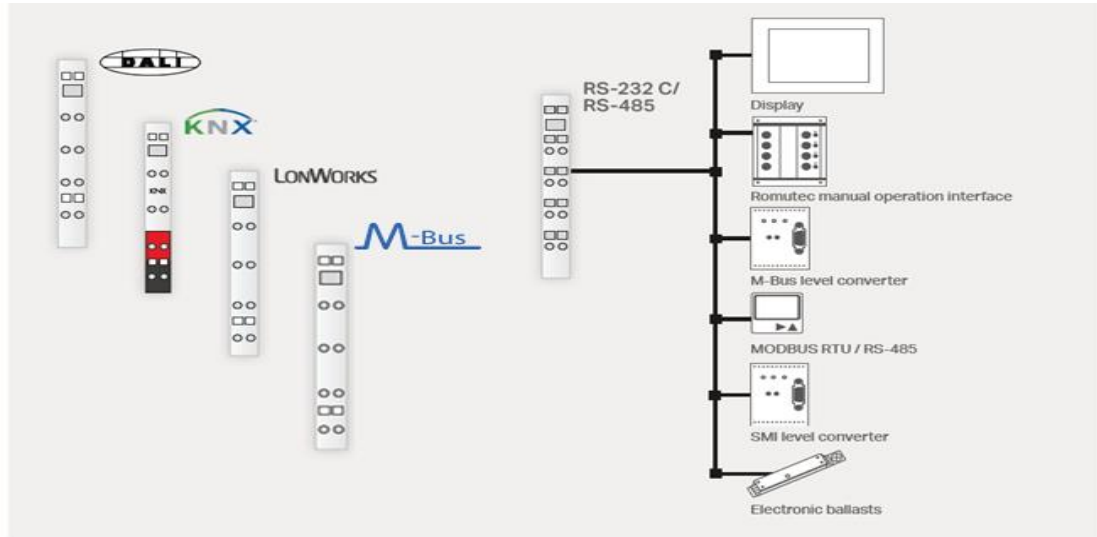 DALI
KNX
KNX
LONWORKS
M-Bus
RS-232 C/
RS-485
Display
Romutec manual operation interface
M-Bus level converter
MODBUS RTU / RS-485
SMI level converter
Electronic ballasts